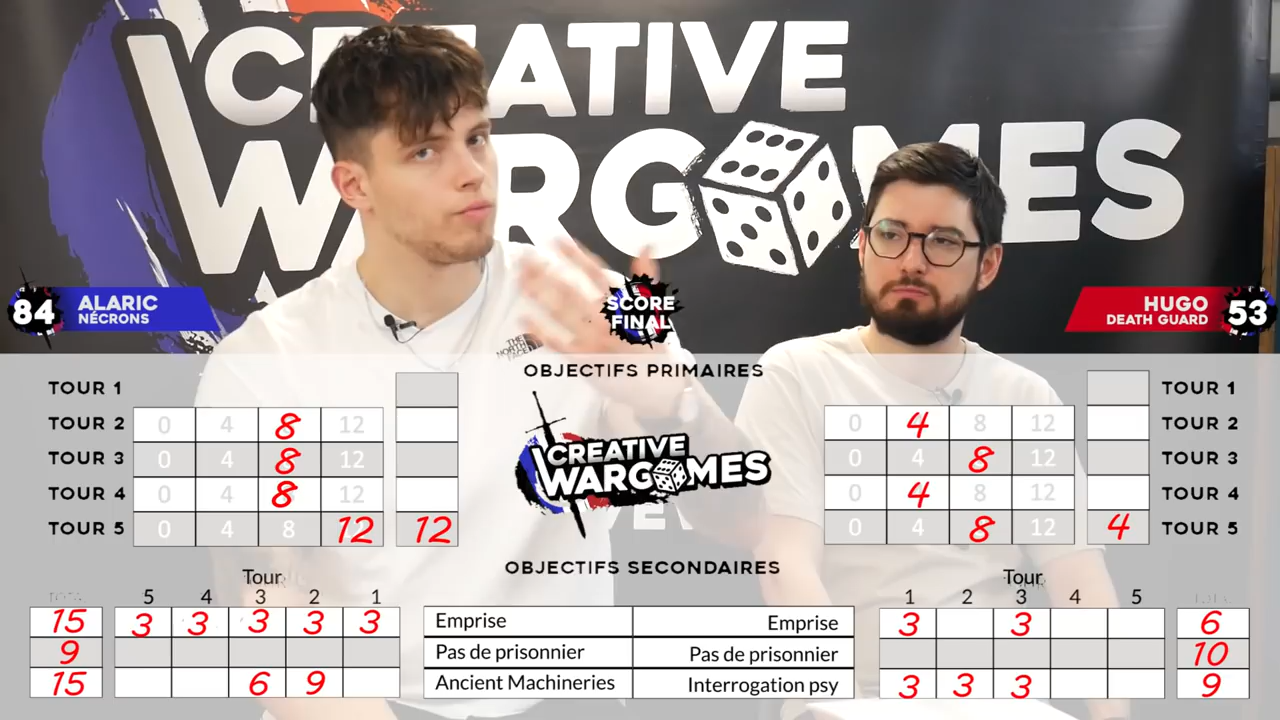 CREATIVE
WARGAMES
84
ALARIC
NÉCRONS
SCORE
FINAL
HUGO
DEATH GUARD
53
THE
NORTH
FACE
OBJECTIFS PRIMAIRES
TOUR 1
TOUR 2 0 4 8 12
TOUR 3 0 4 8 12
TOUR 4 0 4 8 12
TOUR 5 0 4 8 12 12
CREATIVE
WARGAMES
TOUR 1
0 4 8 12 TOUR 2
0 4 8 12 TOUR 3
0 4 8 12 TOUR 4
0 4 8 12 4 TOUR 5
OBJECTIFS SECONDAIRES
Tour
5 4 3 2 1
15 3 3 3 3 3 Emprise
9 Pas de prisonnier
15 6 9 Ancient Machineries
Tour
1 2 3 4 5
Emprise 3 3 6
Pas de prisonnier 10
Interrogation psy 3 3 3 9